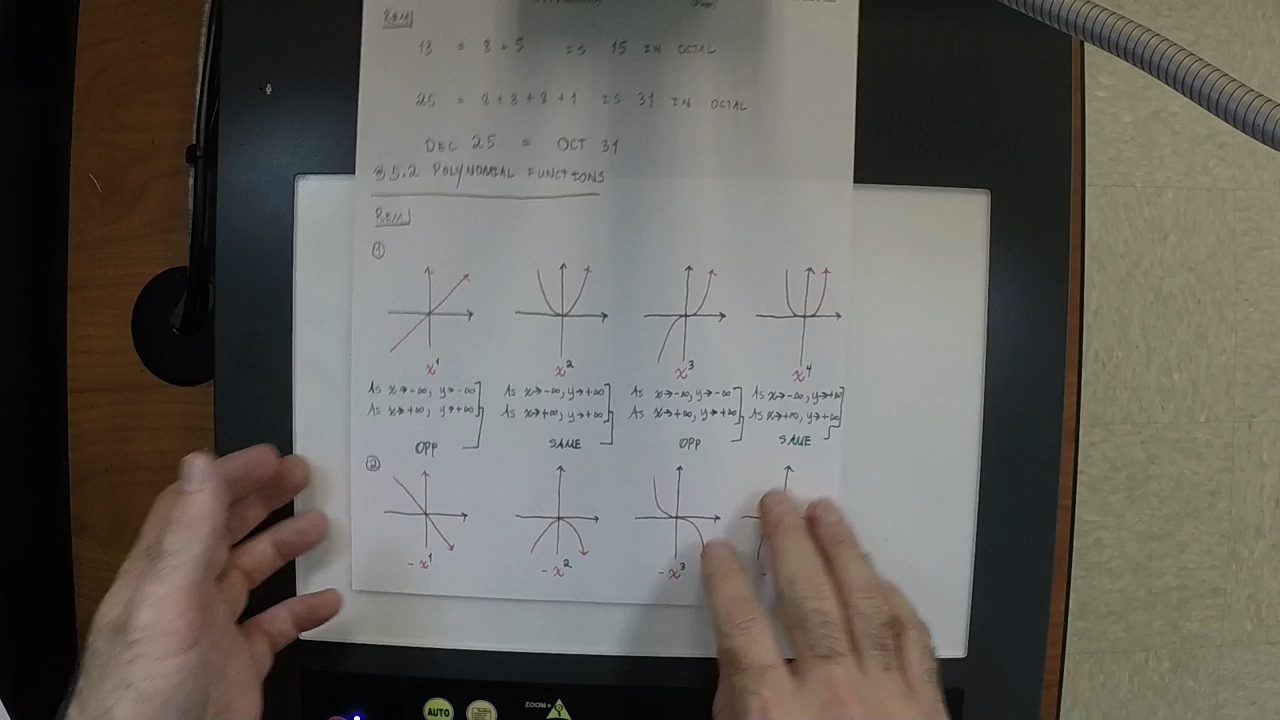 REM
13 = 8 + 5 IS 15 IN OCTAL
25 = 8 + 8 + 8 + 1 IS 31 IN OCTAL
DEC 25 = OCT 31
§5.2 POLYNOMIAL FUNCTIONS
REM
①
x¹ x² x³ x⁴
As x→-∞, y→-∞ As x→-∞, y→+∞ As x→-∞, y→-∞ As x→-∞, y→+∞
As x→+∞, y→+∞ As x→+∞, y→+∞ As x→+∞, y→+∞ As x→+∞, y→+∞
OPP SAME OPP SAME
②
-x¹ -x² -x³ -
AUTO ZOOM